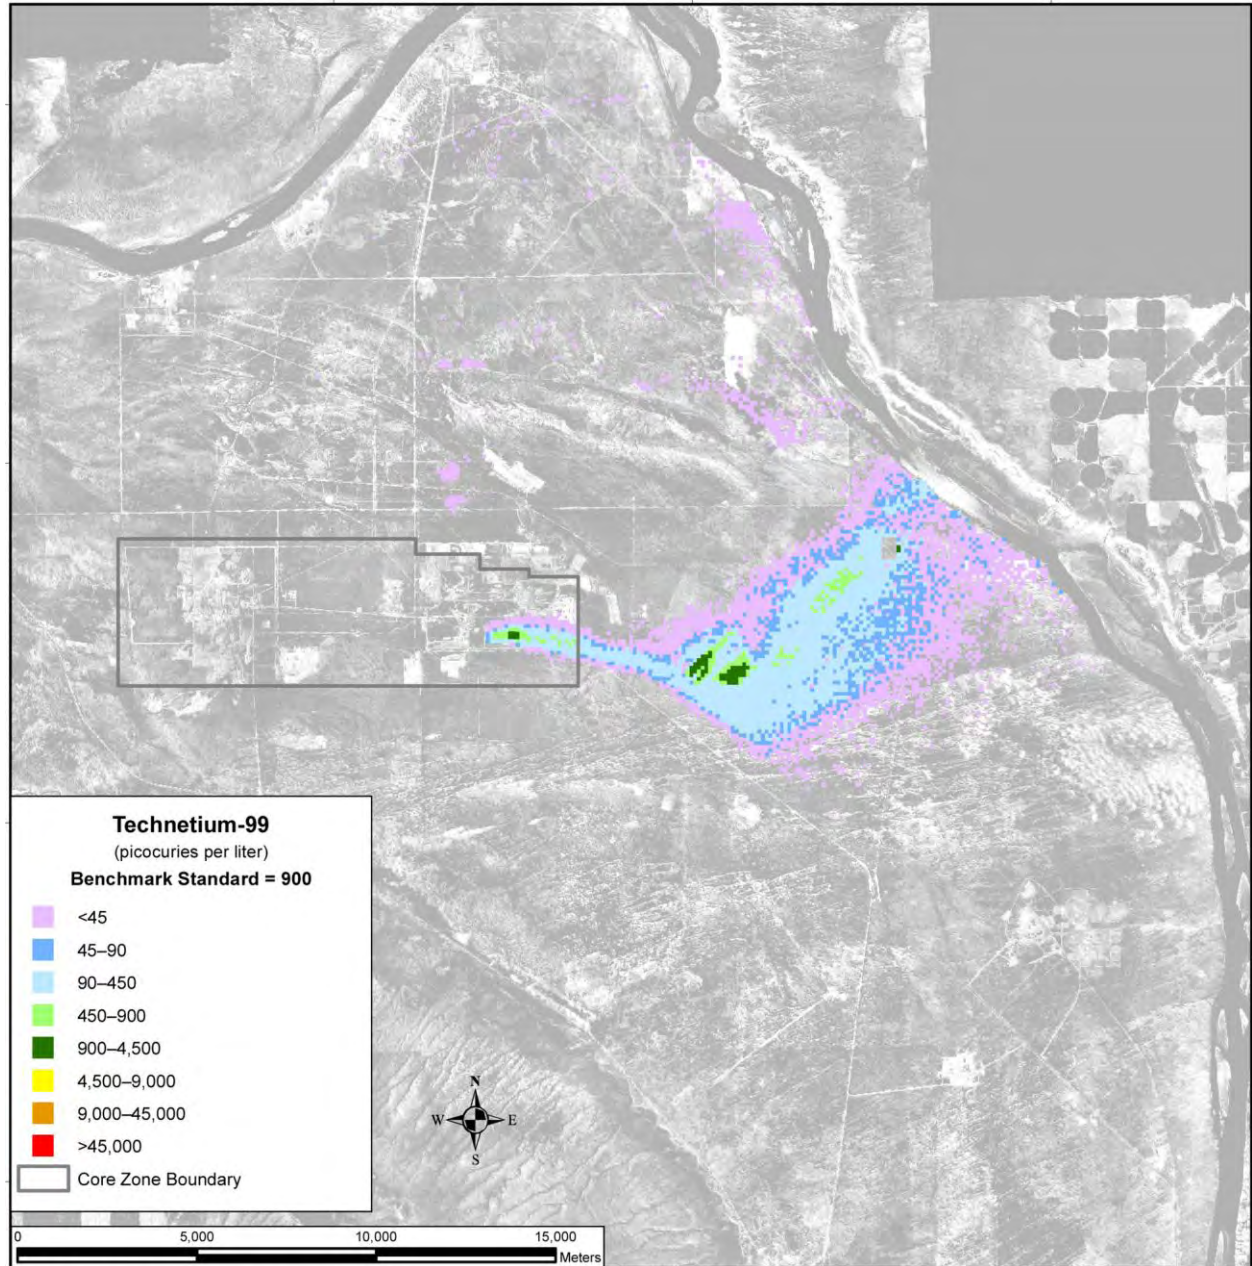 Technetium-99
(picocuries per liter)
Benchmark Standard = 900
<45
45–90
90–450
450–900
900–4,500
4,500–9,000
9,000–45,000
>45,000
Core Zone Boundary
N
W E
S
0 5,000 10,000 15,000
Meters